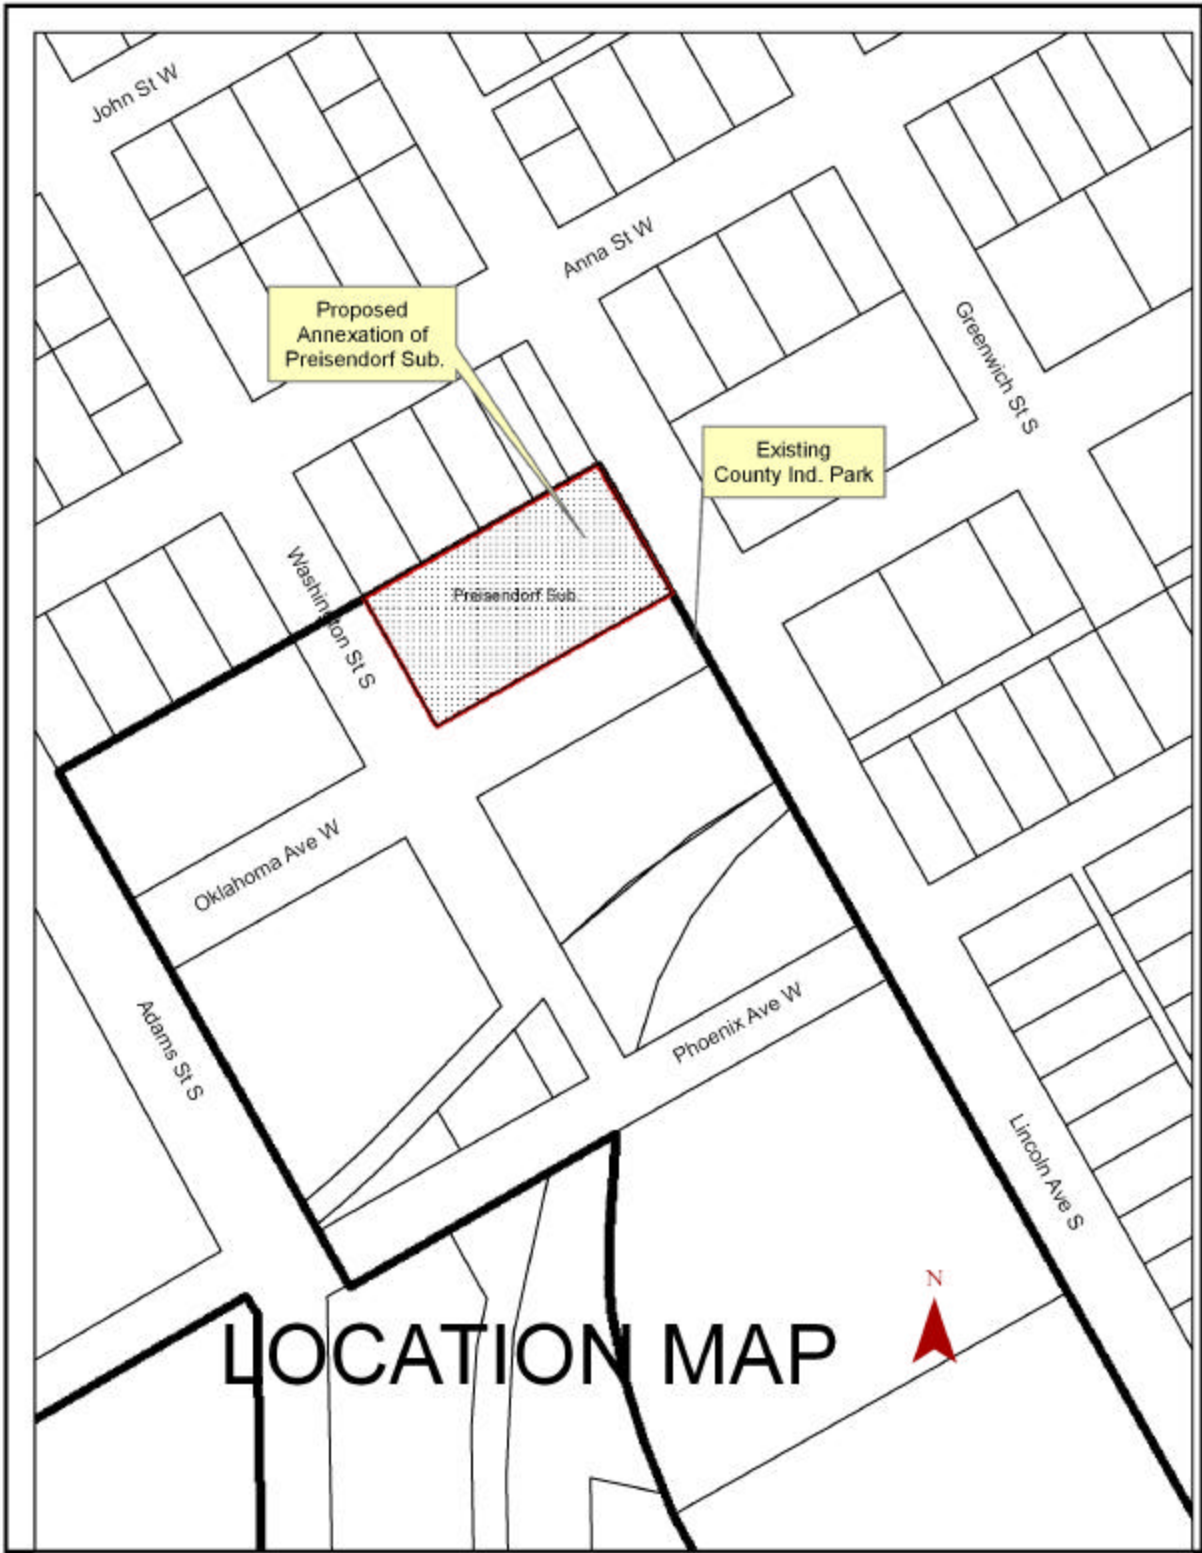 John St W
Anna St W
Proposed
Annexation of
Preisendorf Sub.
Greenwich St S
Existing
County Ind. Park
Washington St S
Preisendorf Sub.
Oklahoma Ave W
Adams St S
Phoenix Ave W
Lincoln Ave S
N
LOCATION MAP